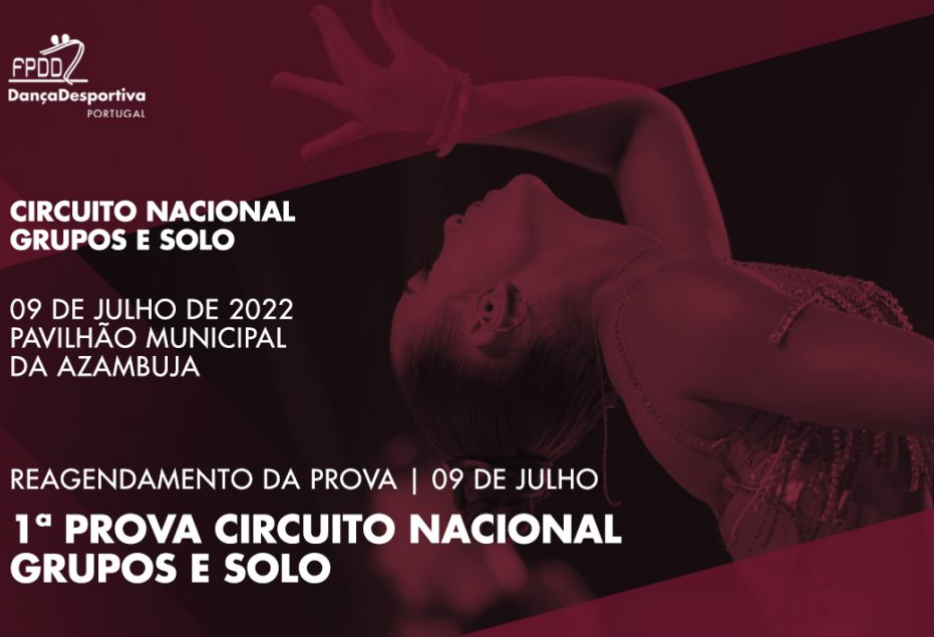 FPDD
DançaDesportiva
PORTUGAL
CIRCUITO NACIONAL
GRUPOS E SOLO
09 DE JULHO DE 2022
PAVILHÃO MUNICIPAL
DA AZAMBUJA
REAGENDAMENTO DA PROVA | 09 DE JULHO
1ª PROVA CIRCUITO NACIONAL
GRUPOS E SOLO